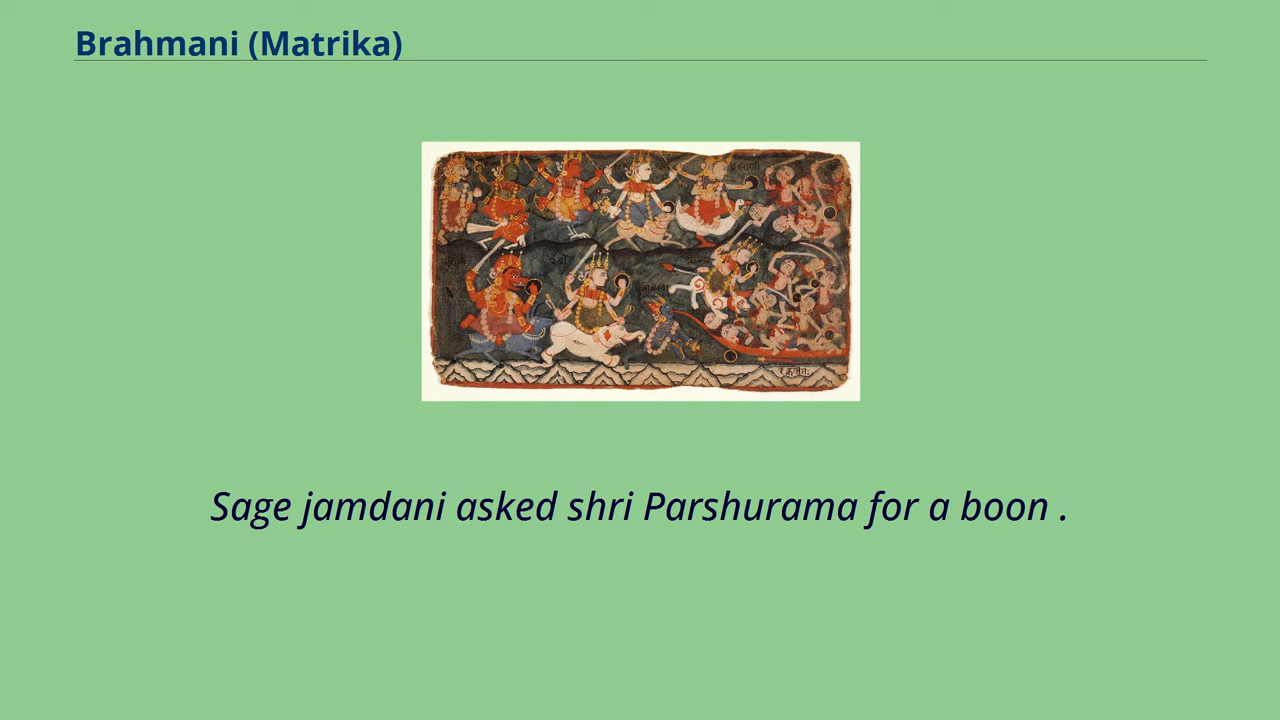 Brahmani (Matrika)
Sage jamdani asked shri Parshurama for a boon .